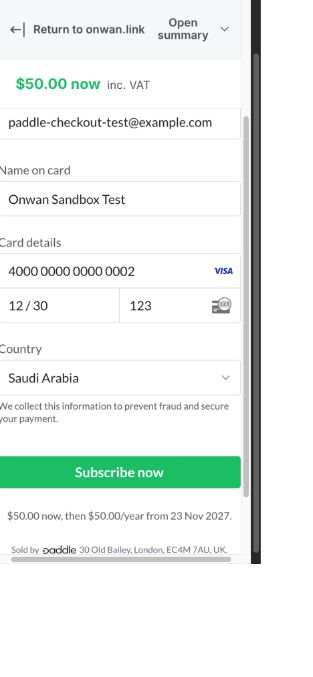 Return to onwan.link
Open summary
$50.00 now inc. VAT
paddle-checkout-test@example.com
Name on card
Onwan Sandbox Test
Card details
4000 0000 0000 0002 VISA
12 / 30 123
Country
Saudi Arabia
We collect this information to prevent fraud and secure
your payment.
Subscribe now
$50.00 now, then $50.00/year from 23 Nov 2027.
Sold by paddle 30 Old Bailey, London, EC4M 7AU, UK.